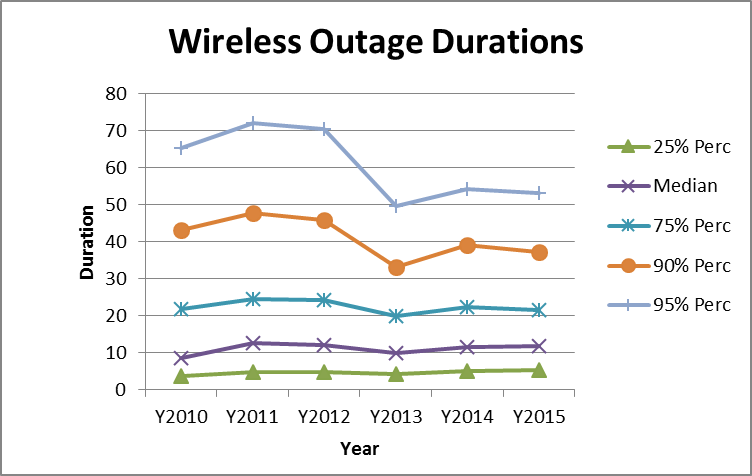 Wireless Outage Durations
80
70
60
50
40
30
20
10
0
Duration
Y2010 Y2011 Y2012 Y2013 Y2014 Y2015
Year
25% Perc
Median
75% Perc
90% Perc
95% Perc